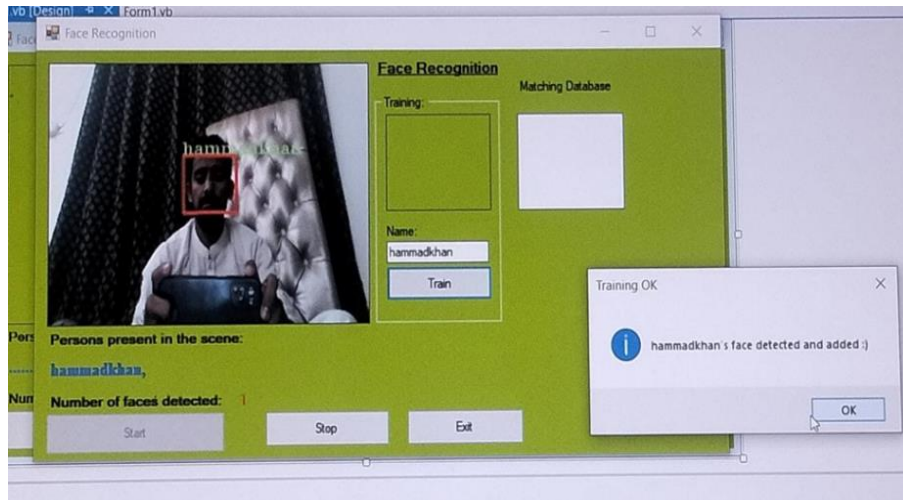 .vb [Design]
Form1.vb
Face Recognition
Face Recognition
Matching Database
Training:
Name:
hammadkhan
Train
Training OK
hammadkhan's face detected and added :)
OK
Persons present in the scene:
hammadkhan,
Number of faces detected: 1
Start
Stop
Exit